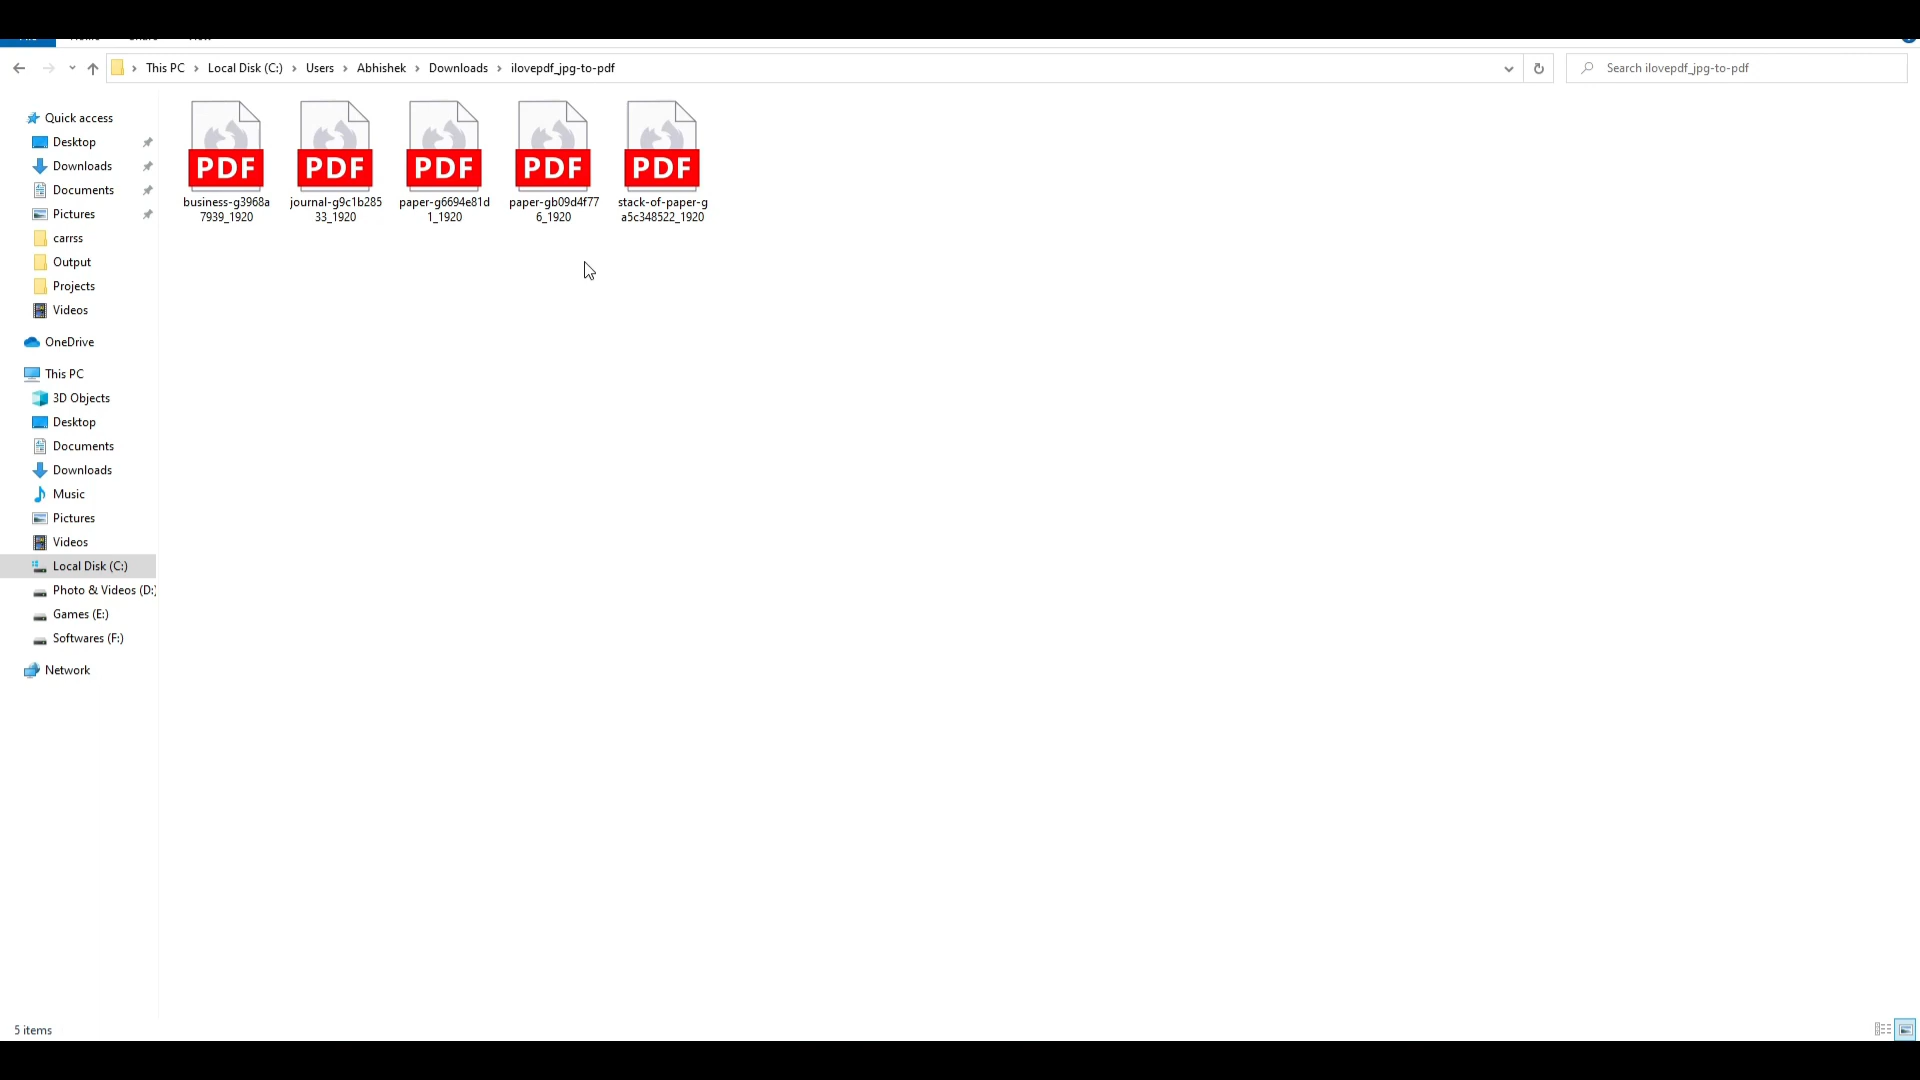 This PC > Local Disk (C:) > Users > Abhishek > Downloads > ilovepdf_jpg-to-pdf
Search ilovepdf_jpg-to-pdf
Quick access
Desktop
Downloads
Documents
Pictures
carrss
Output
Projects
Videos
OneDrive
This PC
3D Objects
Desktop
Documents
Downloads
Music
Pictures
Videos
Local Disk (C:)
Photo & Videos (D:)
Games (E:)
Softwares (F:)
Network
PDF PDF PDF PDF PDF
business-g3968a
7939_1920
journal-g9c1b285
33_1920
paper-g6694e81d
1_1920
paper-gb09d4f77
6_1920
stack-of-paper-g
a5c348522_1920
5 items